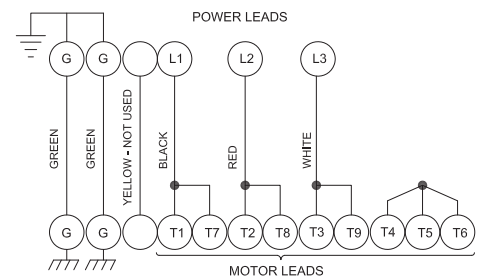 POWER LEADS
G G L1 L2 L3
GREEN
GREEN
YELLOW - NOT USED
BLACK
RED
WHITE
G G T1 T7 T2 T8 T3 T9 T4 T5 T6
MOTOR LEADS